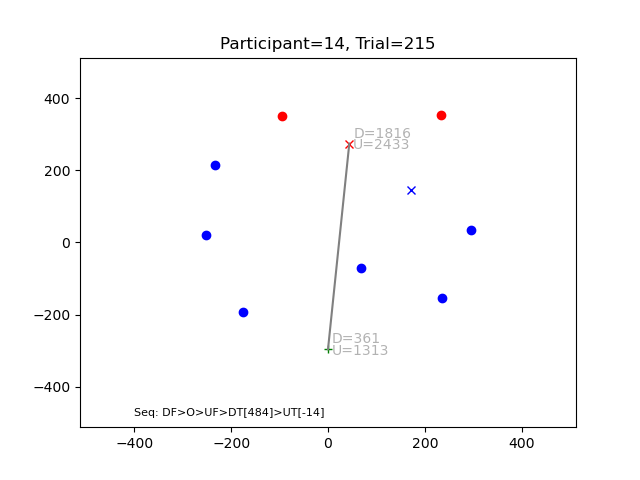 Participant=14, Trial=215
400
200
0
−200
−400
D=1816
U=2433
D=361
U=1313
Seq: DF>O>UF>DT[484]>UT[-14]
−400
−200
0
200
400